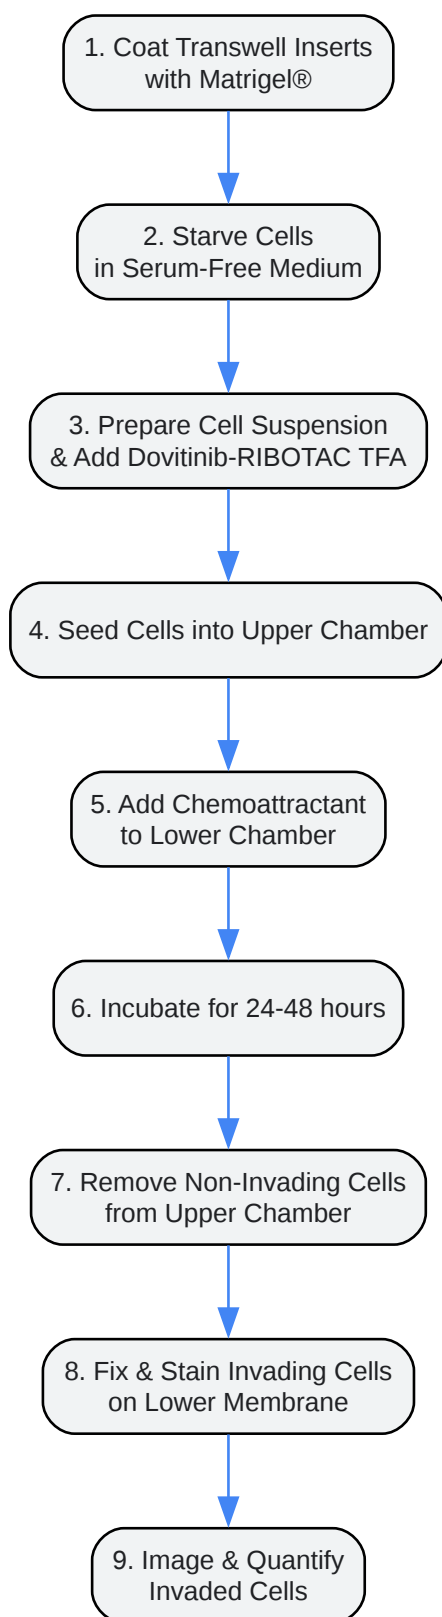 1. Coat Transwell Inserts
with Matrigel®
2. Starve Cells
in Serum-Free Medium
3. Prepare Cell Suspension
& Add Dovitinib-RIBOTAC TFA
4. Seed Cells into Upper Chamber
5. Add Chemoattractant
to Lower Chamber
6. Incubate for 24-48 hours
7. Remove Non-Invading Cells
from Upper Chamber
8. Fix & Stain Invading Cells
on Lower Membrane
9. Image & Quantify
Invaded Cells